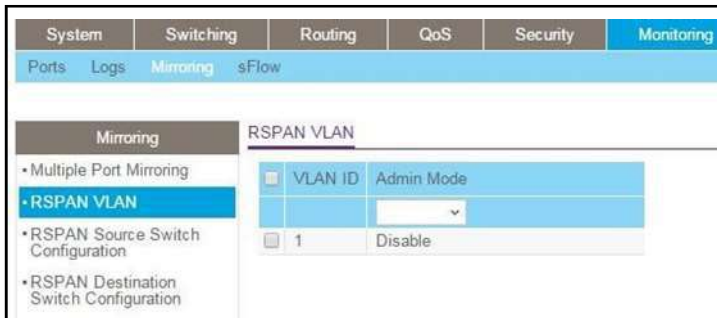 System Switching Routing QoS Security Monitoring
Ports Logs Mirroring sFlow
Mirroring
• Multiple Port Mirroring
• RSPAN VLAN
• RSPAN Source Switch
Configuration
• RSPAN Destination
Switch Configuration
RSPAN VLAN
VLAN ID Admin Mode
1 Disable